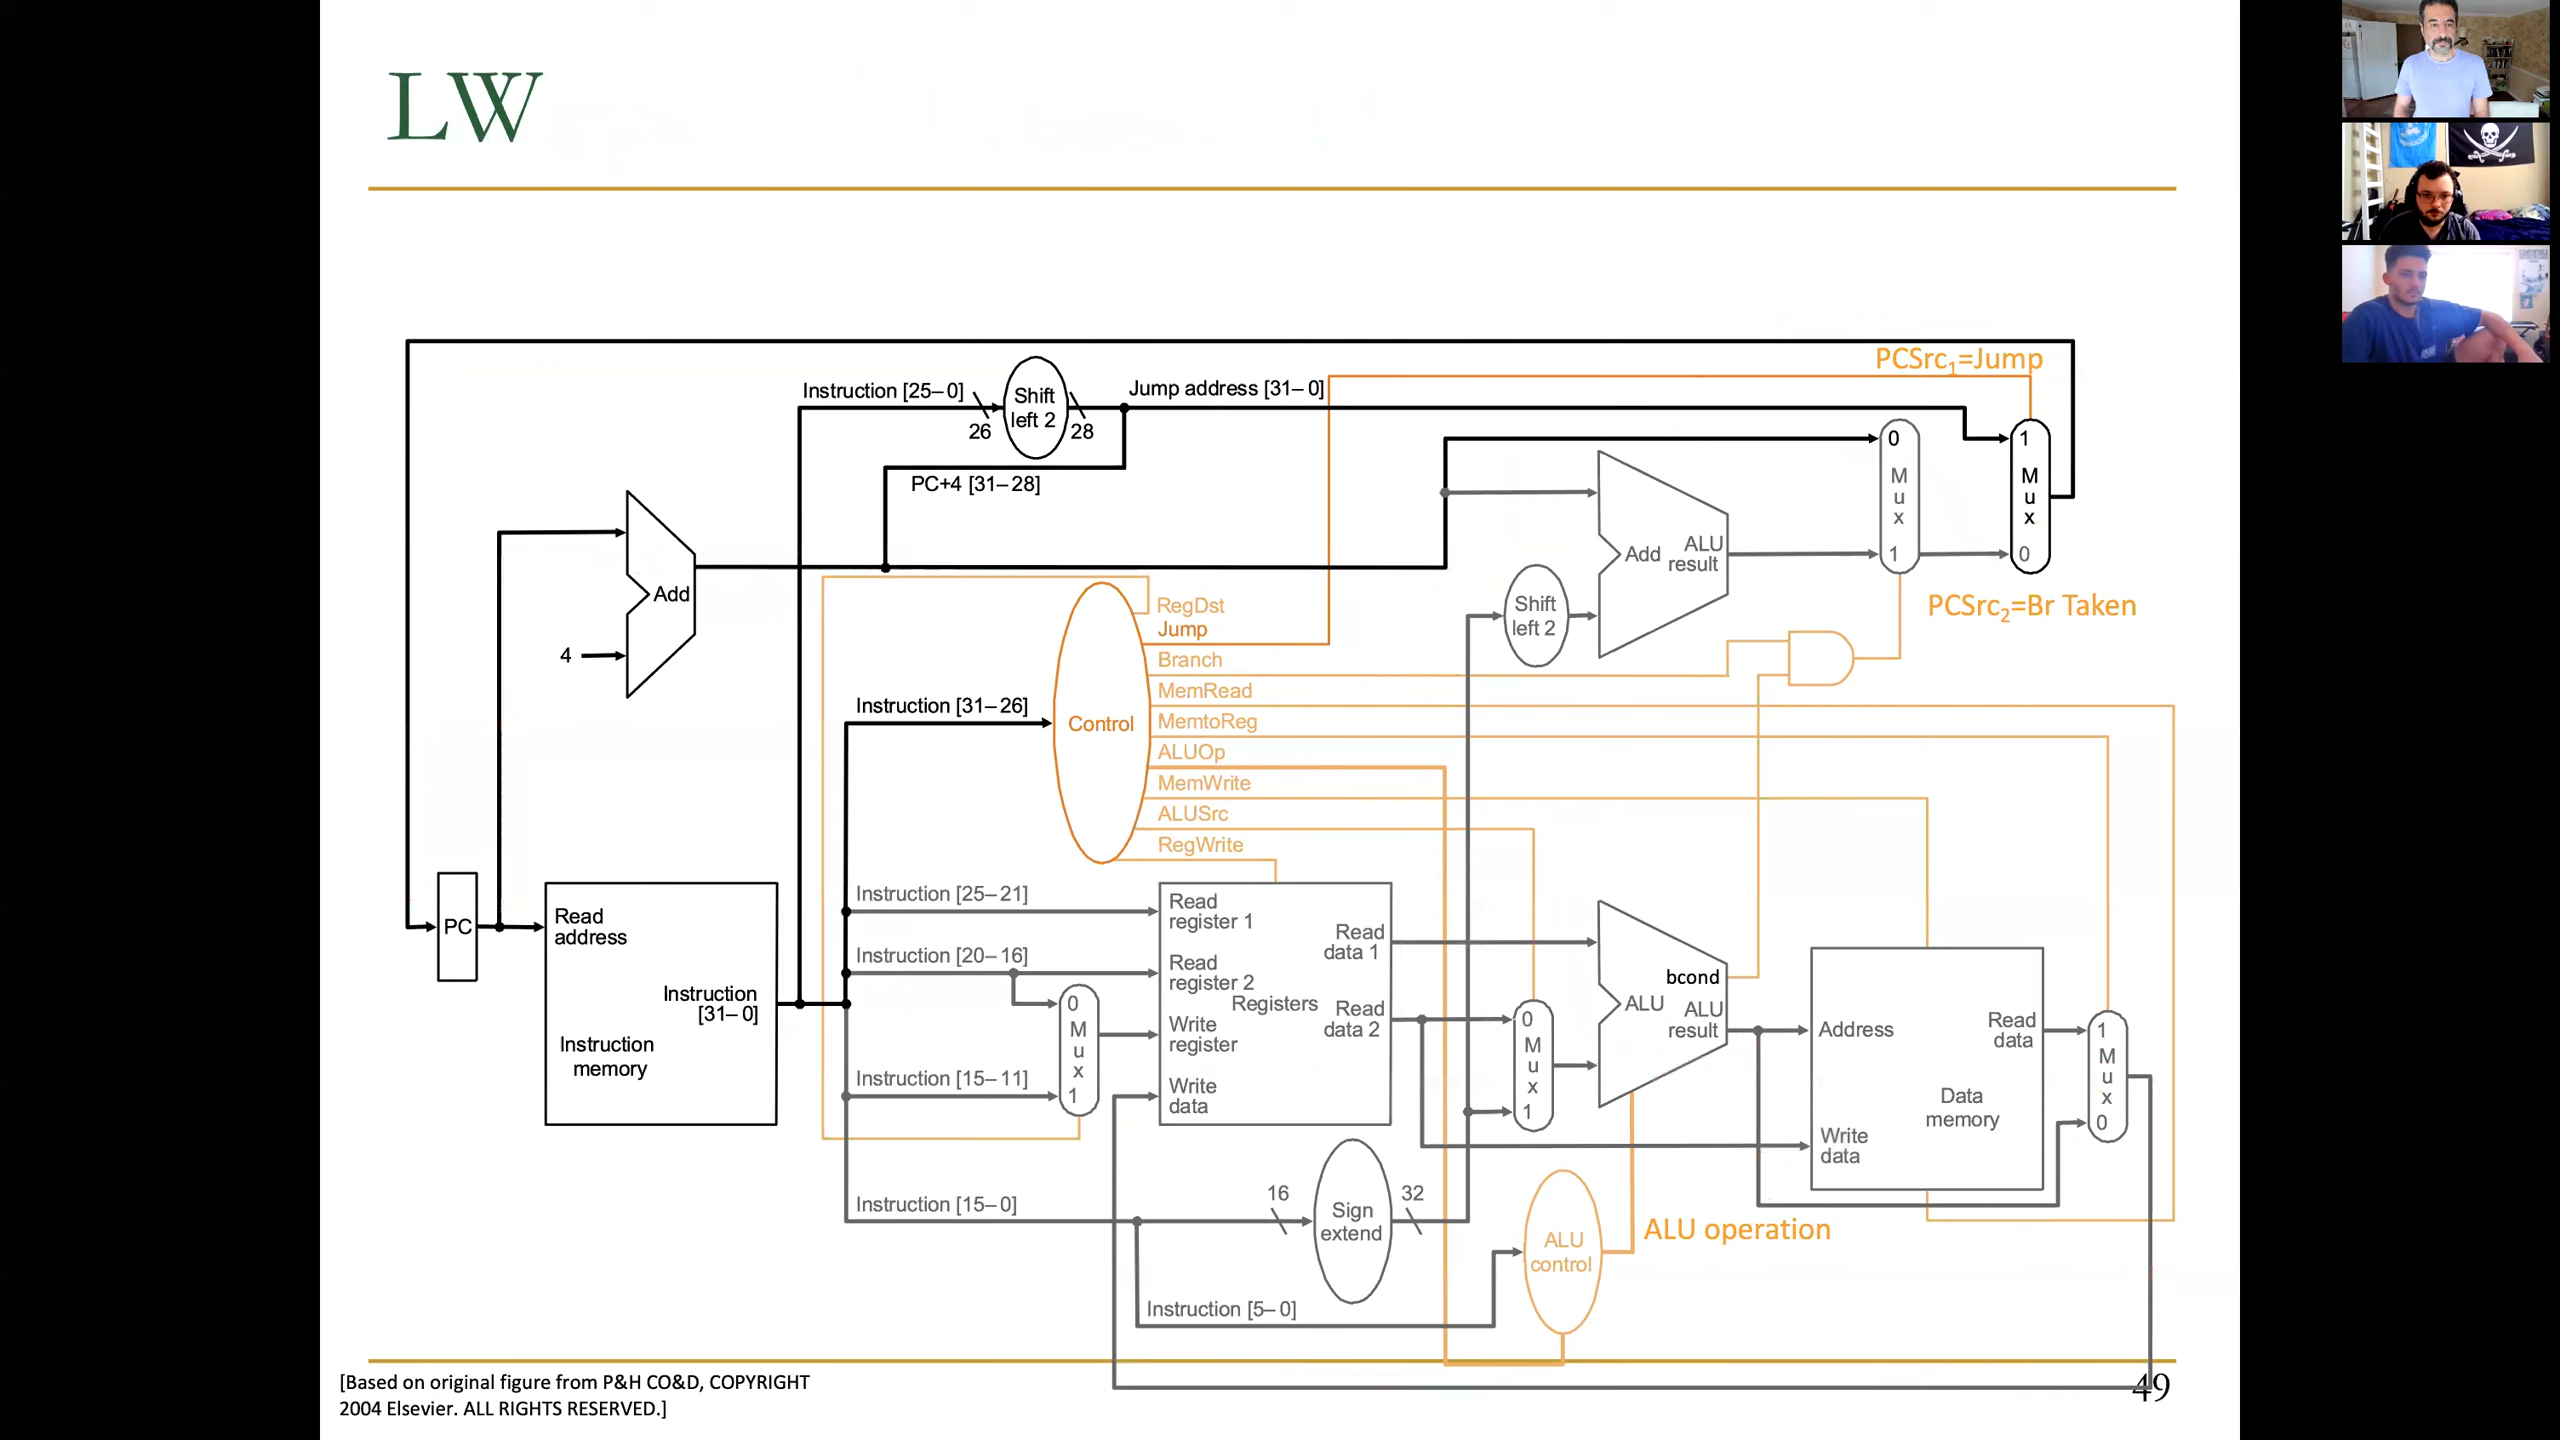 LW
PCSrc1=Jump
Instruction [25–0]
Shift
left 2
Jump address [31–0]
26
28
PC+4 [31–28]
0
M
u
x
1
1
M
u
x
0
Add
ALU
result
Add
4
Shift
left 2
PCSrc2=Br Taken
RegDst
Jump
Branch
MemRead
MemtoReg
ALUOp
MemWrite
ALUSrc
RegWrite
Control
Instruction [31–26]
Instruction [25–21]
Instruction [20–16]
Instruction [15–11]
Instruction [15–0]
PC
Read
address
Instruction
[31–0]
Instruction
memory
0
M
u
x
1
Read
register 1
Read
register 2
Write
register
Write
data
Registers
Read
data 1
Read
data 2
0
M
u
x
1
bcond
ALU
ALU
result
Address
Read
data
Data
memory
Write
data
1
M
u
x
0
16
Sign
extend
32
ALU
control
ALU operation
Instruction [5–0]
[Based on original figure from P&H CO&D, COPYRIGHT
2004 Elsevier. ALL RIGHTS RESERVED.]
49